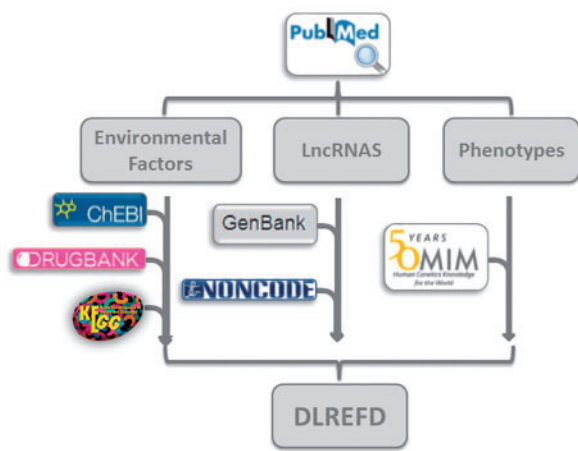 PubMed
Environmental
Factors
LncRNAS
Phenotypes
ChEBI
GenBank
50 YEARS
OMIM
Human Genetics Knowledge
for the World
DRUGBANK
NONCODE
KEGG
DLREFD